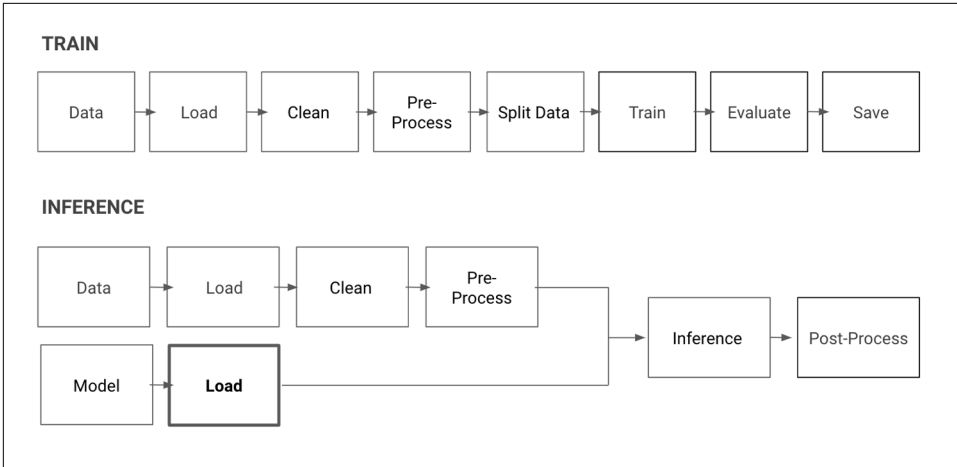 TRAIN
Data
Load
Clean
Pre-
Process
Split Data
Train
Evaluate
Save
INFERENCE
Data
Load
Clean
Pre-
Process
Model
Load
Inference
Post-Process